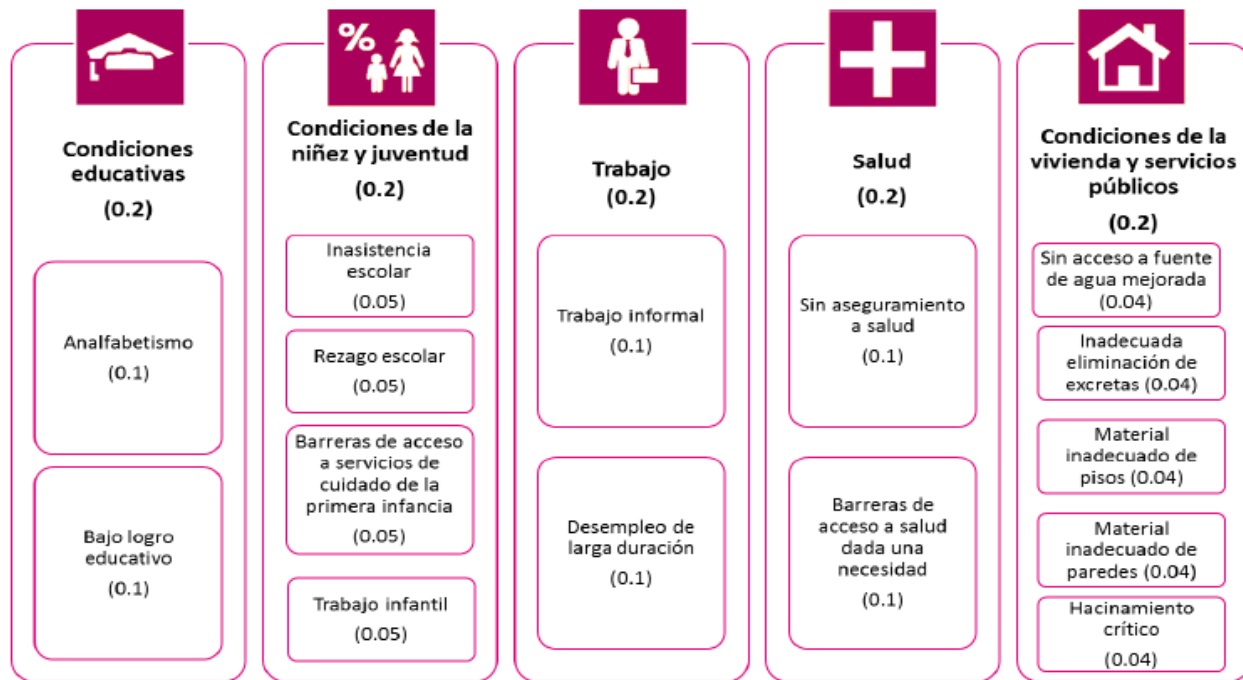 Condiciones
educativas
(0.2)
Analfabetismo
(0.1)
Bajo logro
educativo
(0.1)
%
Condiciones de la
niñez y juventud
(0.2)
Inasistencia
escolar
(0.05)
Rezago escolar
(0.05)
Barreras de acceso
a servicios de
cuidado de la
primera infancia
(0.05)
Trabajo infantil
(0.05)
Trabajo
(0.2)
Trabajo informal
(0.1)
Desempleo de
larga duración
(0.1)
Salud
(0.2)
Sin aseguramiento
a salud
(0.1)
Barreras de
acceso a salud
dada una
necesidad
(0.1)
Condiciones de la
vivienda y servicios
públicos
(0.2)
Sin acceso a fuente
de agua mejorada
(0.04)
Inadecuada
eliminación de
excretas (0.04)
Material
inadecuado de
pisos (0.04)
Material
inadecuado de
paredes (0.04)
Hacinamiento
crítico
(0.04)